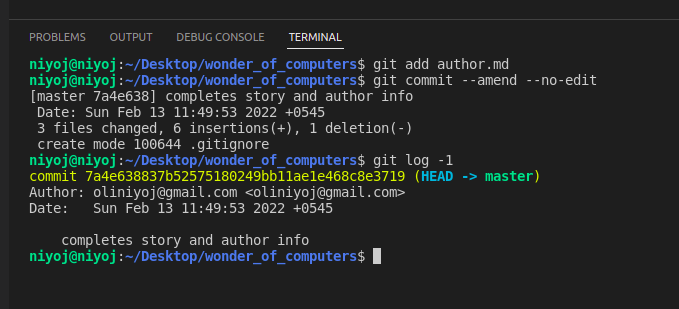 PROBLEMS OUTPUT DEBUG CONSOLE TERMINAL
niyoj@niyoj:~/Desktop/wonder_of_computers$ git add author.md
niyoj@niyoj:~/Desktop/wonder_of_computers$ git commit --amend --no-edit
[master 7a4e638] completes story and author info
 Date: Sun Feb 13 11:49:53 2022 +0545
 3 files changed, 6 insertions(+), 1 deletion(-)
 create mode 100644 .gitignore
niyoj@niyoj:~/Desktop/wonder_of_computers$ git log -1
commit 7a4e638837b52575180249bb11ae1e468c8e3719 (HEAD -> master)
Author: oliniyoj@gmail.com <oliniyoj@gmail.com>
Date:   Sun Feb 13 11:49:53 2022 +0545
    completes story and author info
niyoj@niyoj:~/Desktop/wonder_of_computers$